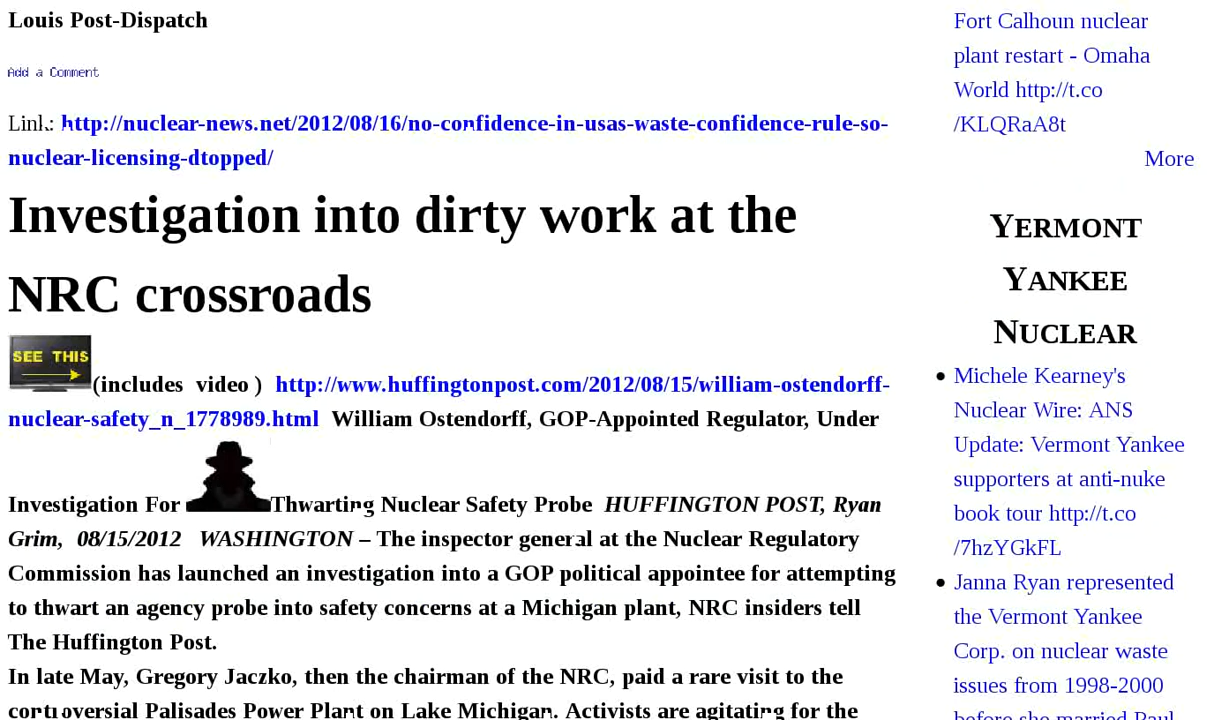 Louis Post-Dispatch
Add a Comment
Link: http://nuclear-news.net/2012/08/16/no-confidence-in-usas-waste-confidence-rule-so-
nuclear-licensing-dtopped/
Investigation into dirty work at the
NRC crossroads
SEE THIS
(includes video ) http://www.huffingtonpost.com/2012/08/15/william-ostendorff-
nuclear-safety_n_1778989.html William Ostendorff, GOP-Appointed Regulator, Under
Investigation For Thwarting Nuclear Safety Probe HUFFINGTON POST, Ryan
Grim, 08/15/2012 WASHINGTON – The inspector general at the Nuclear Regulatory
Commission has launched an investigation into a GOP political appointee for attempting
to thwart an agency probe into safety concerns at a Michigan plant, NRC insiders tell
The Huffington Post.
In late May, Gregory Jaczko, then the chairman of the NRC, paid a rare visit to the
controversial Palisades Power Plant on Lake Michigan. Activists are agitating for the
Fort Calhoun nuclear
plant restart - Omaha
World http://t.co
/KLQRaA8t
More
YERMONT
YANKEE
NUCLEAR
Michele Kearney's
Nuclear Wire: ANS
Update: Vermont Yankee
supporters at anti-nuke
book tour http://t.co
/7hzYGkFL
Janna Ryan represented
the Vermont Yankee
Corp. on nuclear waste
issues from 1998-2000
before she married Paul